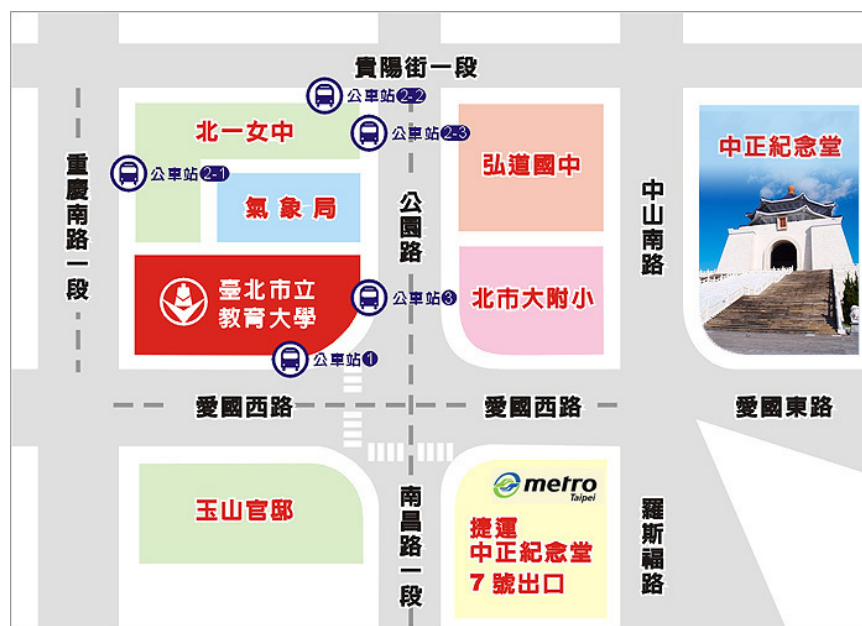 貴陽街一段
公車站2-2
北一女中
公車站2-3
中正紀念堂
弘道國中
公車站2-1
重慶南路一段
氣象局
公園路
中山南路
臺北市立
教育大學
公車站3
北市大附小
公車站1
愛國西路
愛國西路
愛國東路
metro
Taipei
玉山官邸
南昌路一段
捷運
中正紀念堂
7號出口
羅斯福路